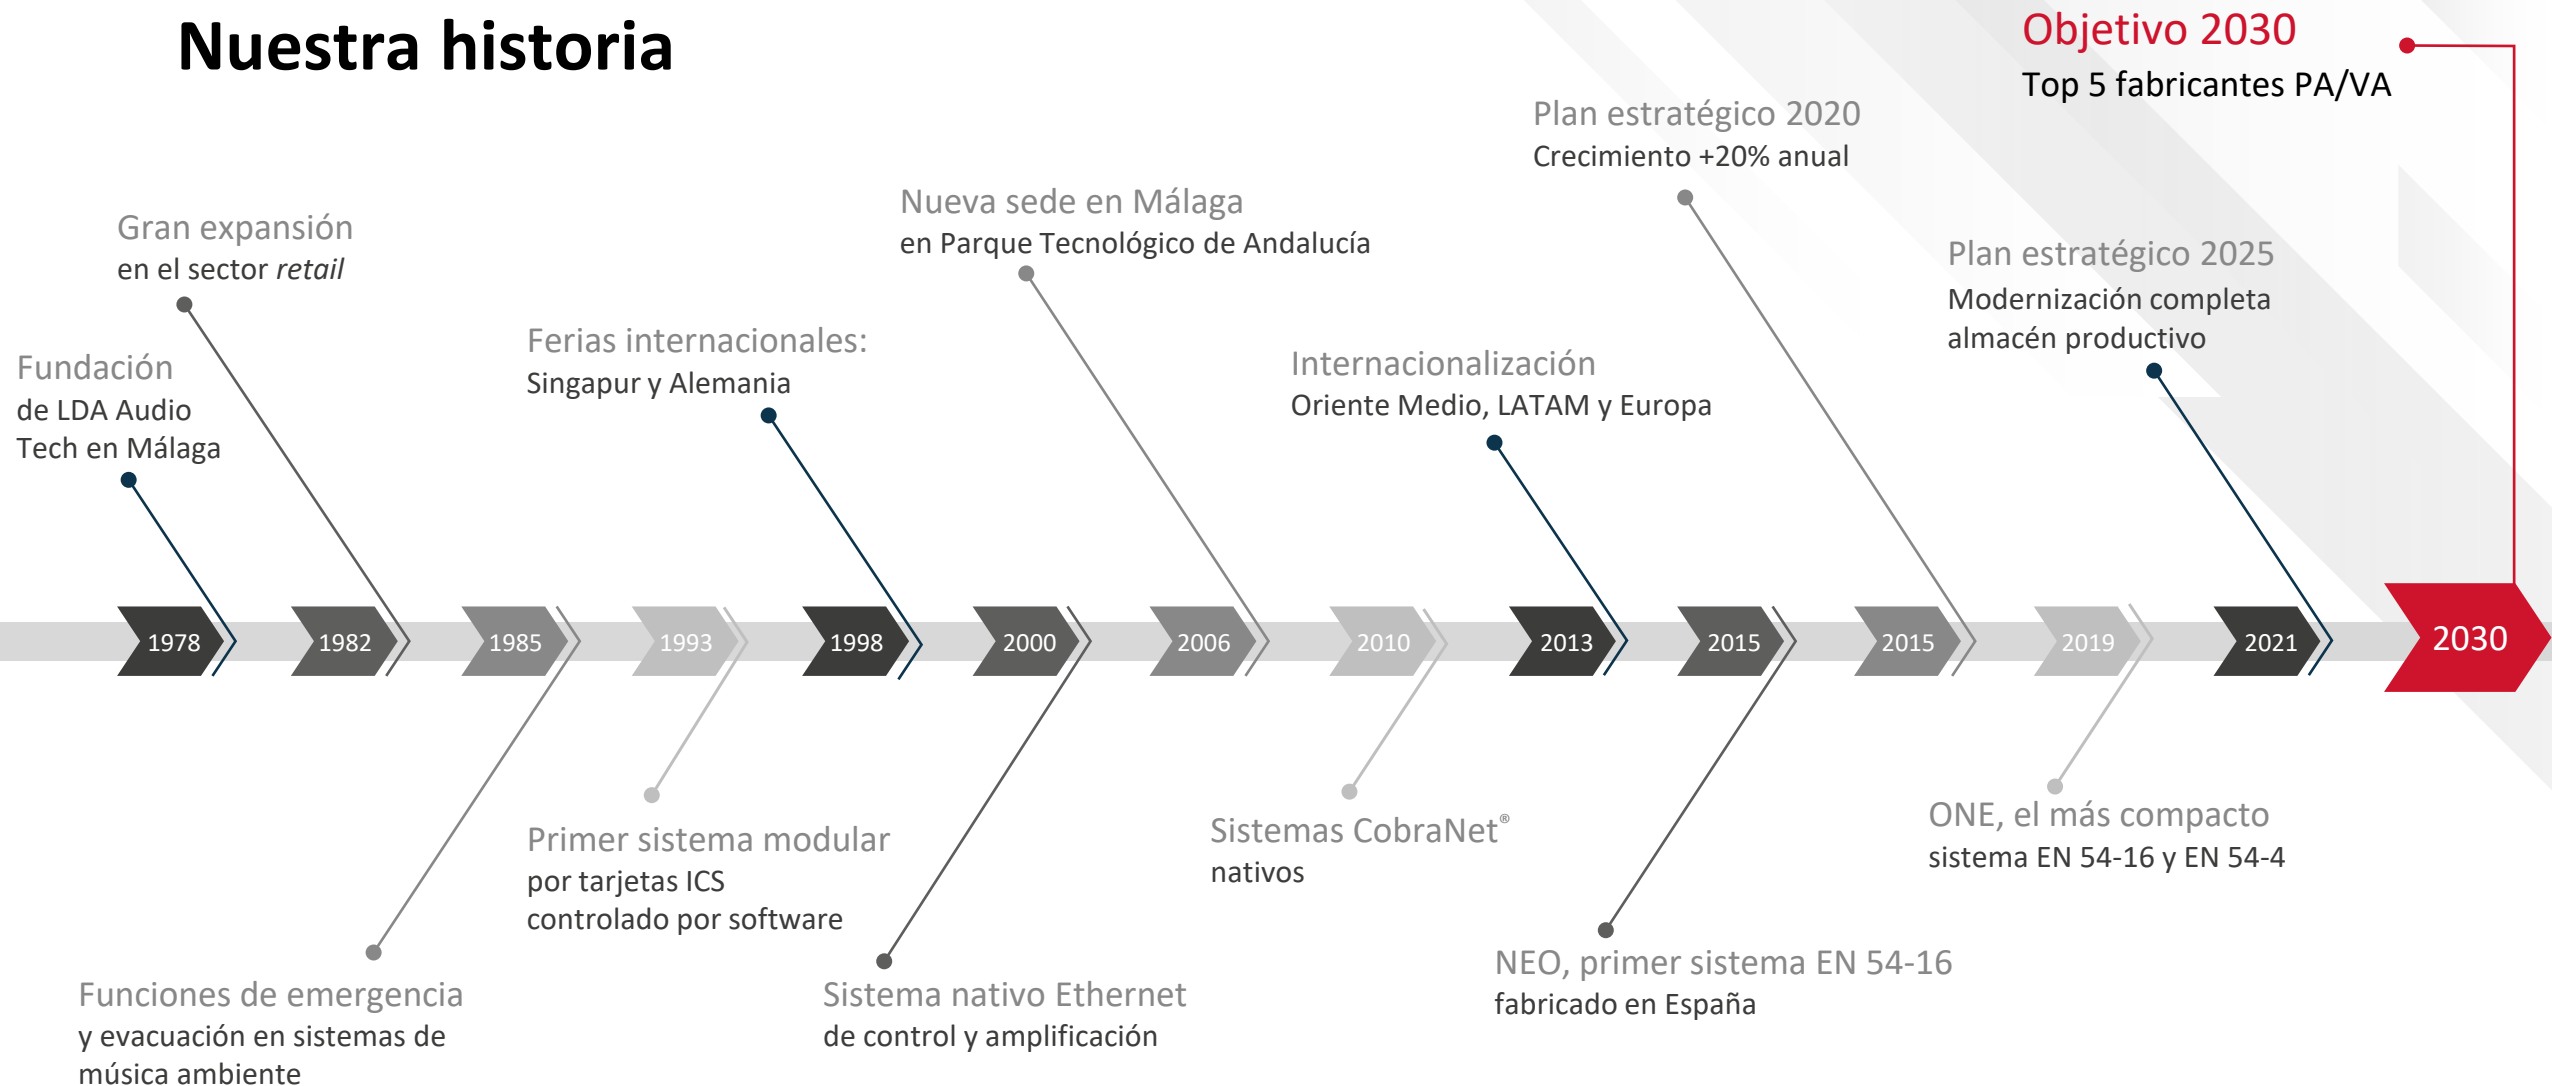 Nuestra historia
Objetivo 2030
Top 5 fabricantes PA/VA
Plan estratégico 2020
Crecimiento +20% anual
Nueva sede en Málaga
en Parque Tecnológico de Andalucía
Gran expansión
en el sector retail
Plan estratégico 2025
Modernización completa
almacén productivo
Ferias internacionales:
Singapur y Alemania
Internacionalización
Oriente Medio, LATAM y Europa
Fundación
de LDA Audio
Tech en Málaga
1978
1982
1985
1993
1998
2000
2006
2010
2013
2015
2015
2019
2021
2030
Primer sistema modular
por tarjetas ICS
controlado por software
Sistemas CobraNet®
nativos
ONE, el más compacto
sistema EN 54-16 y EN 54-4
Funciones de emergencia
y evacuación en sistemas de
música ambiente
Sistema nativo Ethernet
de control y amplificación
NEO, primer sistema EN 54-16
fabricado en España